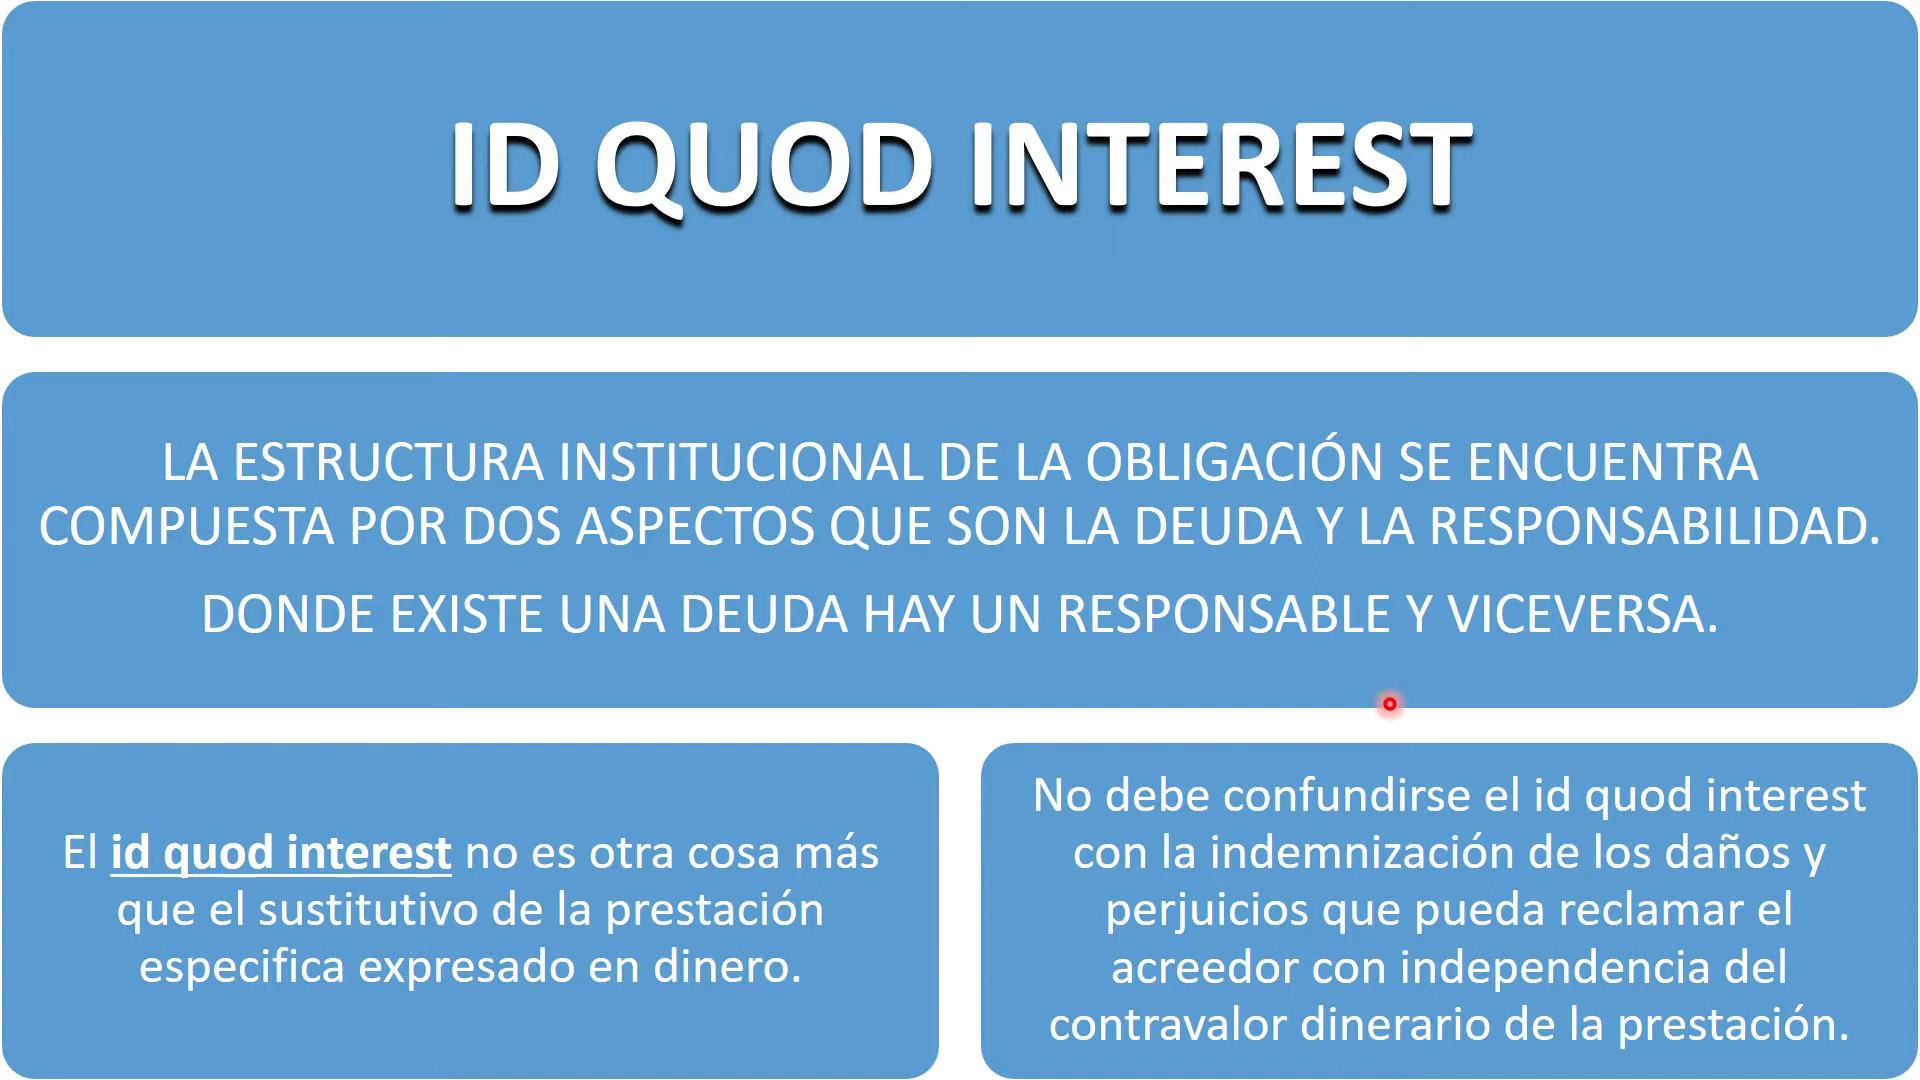 ID QUOD INTEREST
LA ESTRUCTURA INSTITUCIONAL DE LA OBLIGACIÓN SE ENCUENTRA
COMPUESTA POR DOS ASPECTOS QUE SON LA DEUDA Y LA RESPONSABILIDAD.
DONDE EXISTE UNA DEUDA HAY UN RESPONSABLE Y VICEVERSA.
El id quod interest no es otra cosa más
que el sustitutivo de la prestación
especifica expresado en dinero.
No debe confundirse el id quod interest
con la indemnización de los daños y
perjuicios que pueda reclamar el
acreedor con independencia del
contravalor dinerario de la prestación.